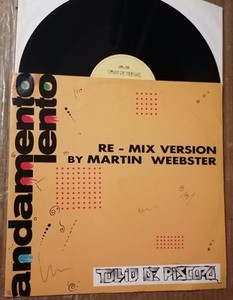 andamento
lento
RE - MIX VERSION
BY MARTIN WEEBSTER
TULLIO DE PISCOPO